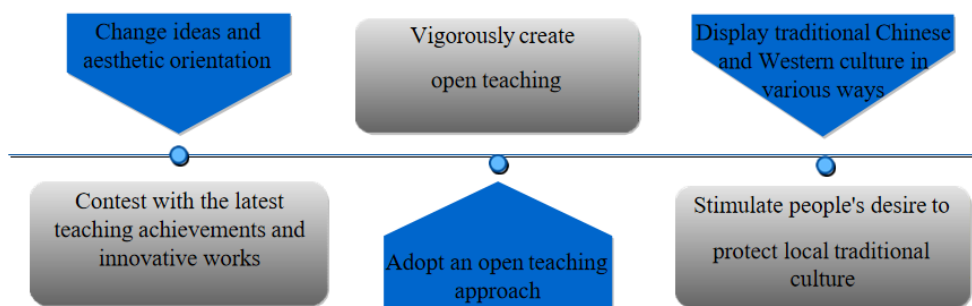 Change ideas and
aesthetic orientation
Vigorously create
open teaching
Display traditional Chinese
and Western culture in
various ways
Contest with the latest
teaching achievements and
innovative works
Adopt an open teaching
approach
Stimulate people's desire to
protect local traditional
culture